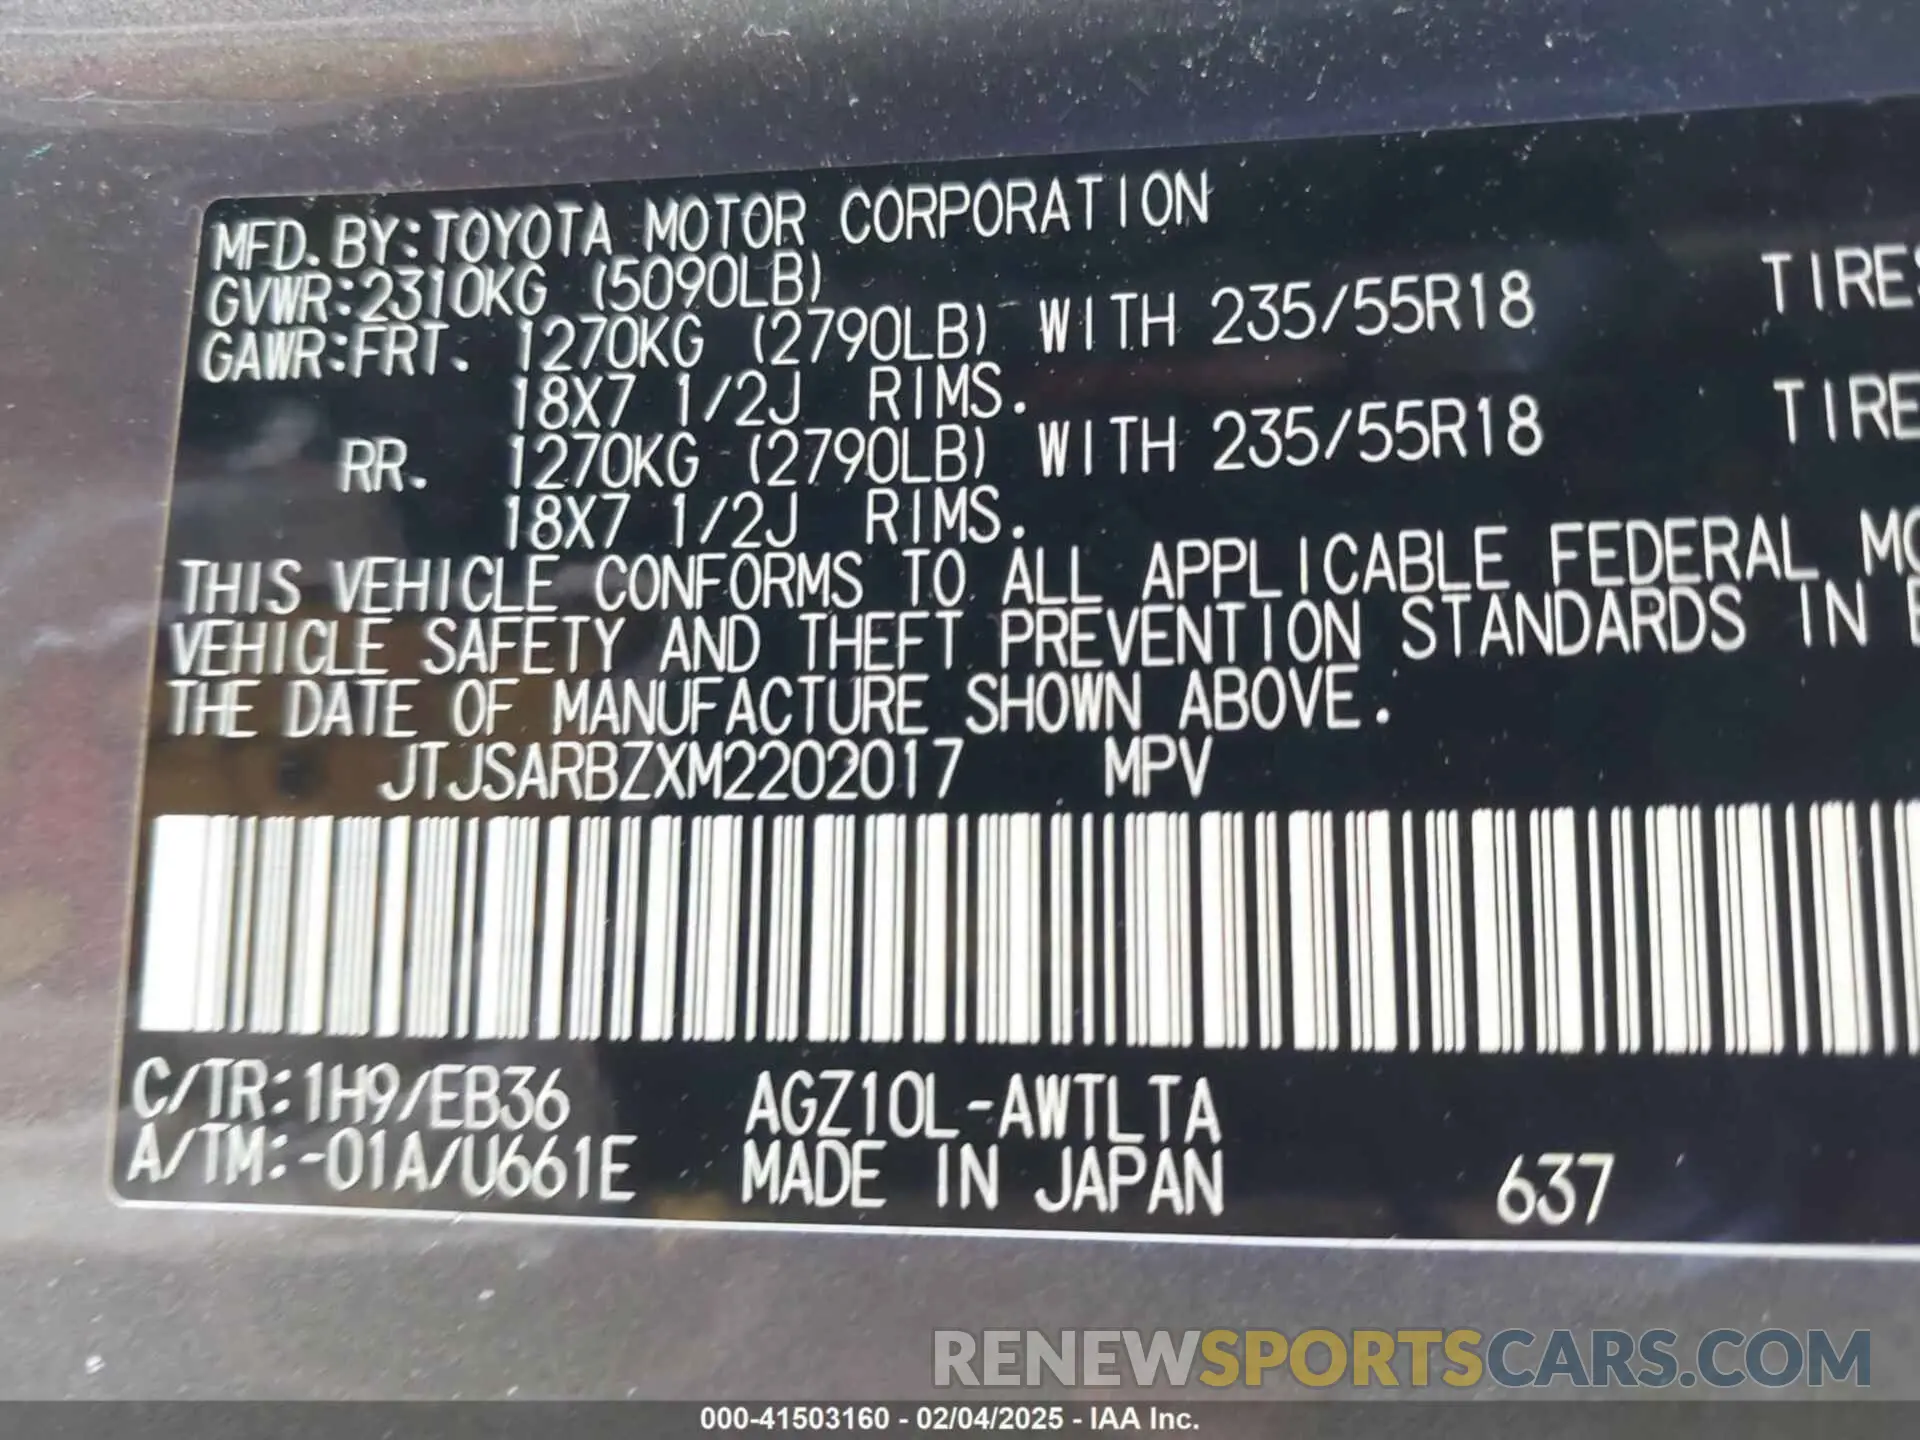 MFD. BY: TOYOTA MOTOR CORPORATION
GVWR: 2310KG (5090LB)
GAWR: FRT. 1270KG (2790LB) WITH 235/55R18 TIRES
18X7 1/2J RIMS.
RR. 1270KG (2790LB) WITH 235/55R18 TIRE
18X7 1/2J RIMS.
THIS VEHICLE CONFORMS TO ALL APPLICABLE FEDERAL MO
VEHICLE SAFETY AND THEFT PREVENTION STANDARDS IN E
THE DATE OF MANUFACTURE SHOWN ABOVE.
JTJSARBZXM2202017 MPV
C/TR: 1H9/EB36 AGZ10L-AWTLTA
A/TM: -01A/U661E MADE IN JAPAN 637
RENEWSPORTSCARS.COM
000-41503160 - 02/04/2025 - IAA Inc.